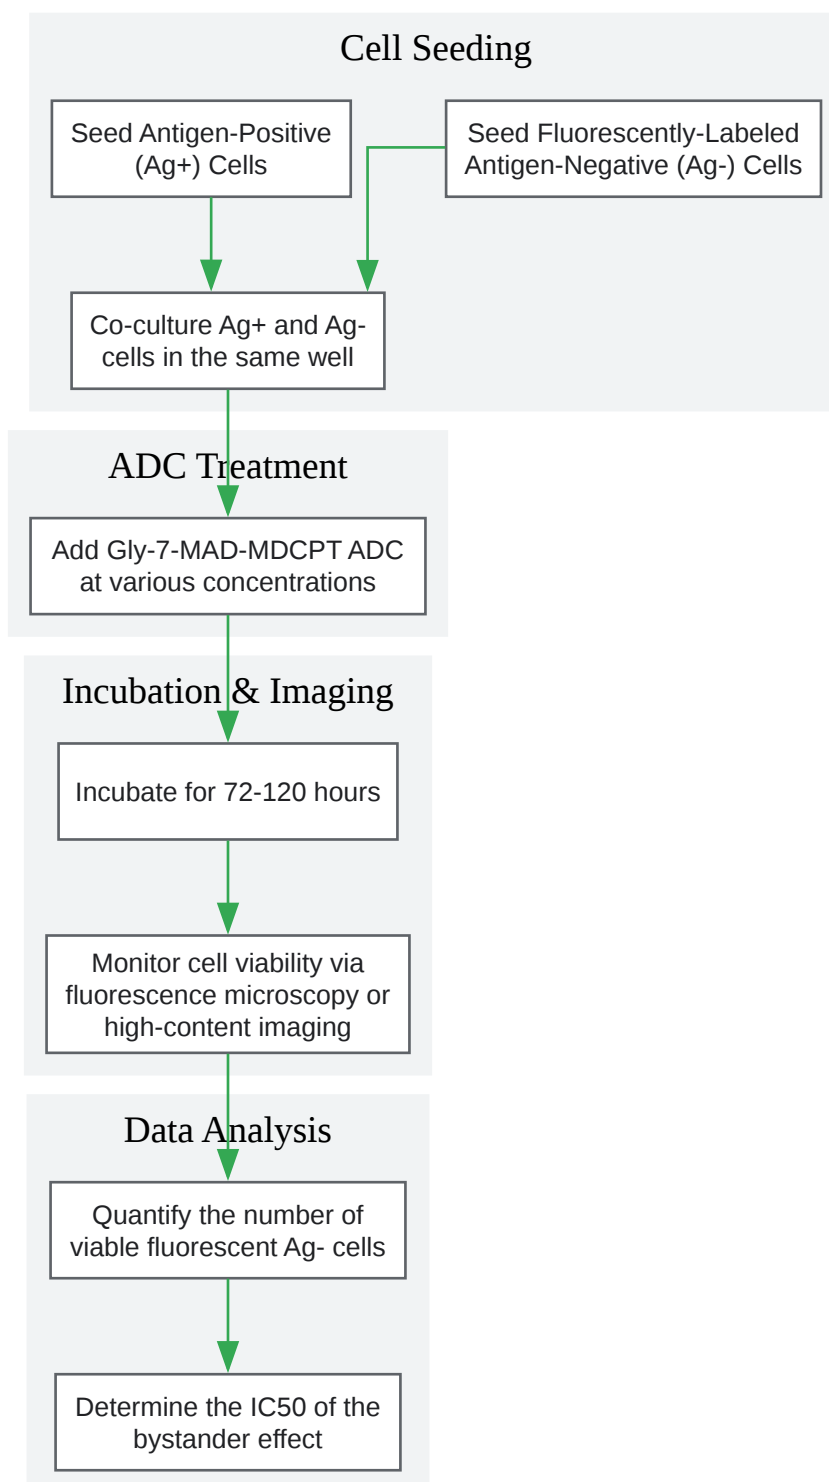 Cell Seeding
Seed Antigen-Positive
(Ag+) Cells
Seed Fluorescently-Labeled
Antigen-Negative (Ag-) Cells
Co-culture Ag+ and Ag-
cells in the same well
ADC Treatment
Add Gly-7-MAD-MDCPT ADC
at various concentrations
Incubation & Imaging
Incubate for 72-120 hours
Monitor cell viability via
fluorescence microscopy or
high-content imaging
Data Analysis
Quantify the number of
viable fluorescent Ag- cells
Determine the IC50 of the
bystander effect